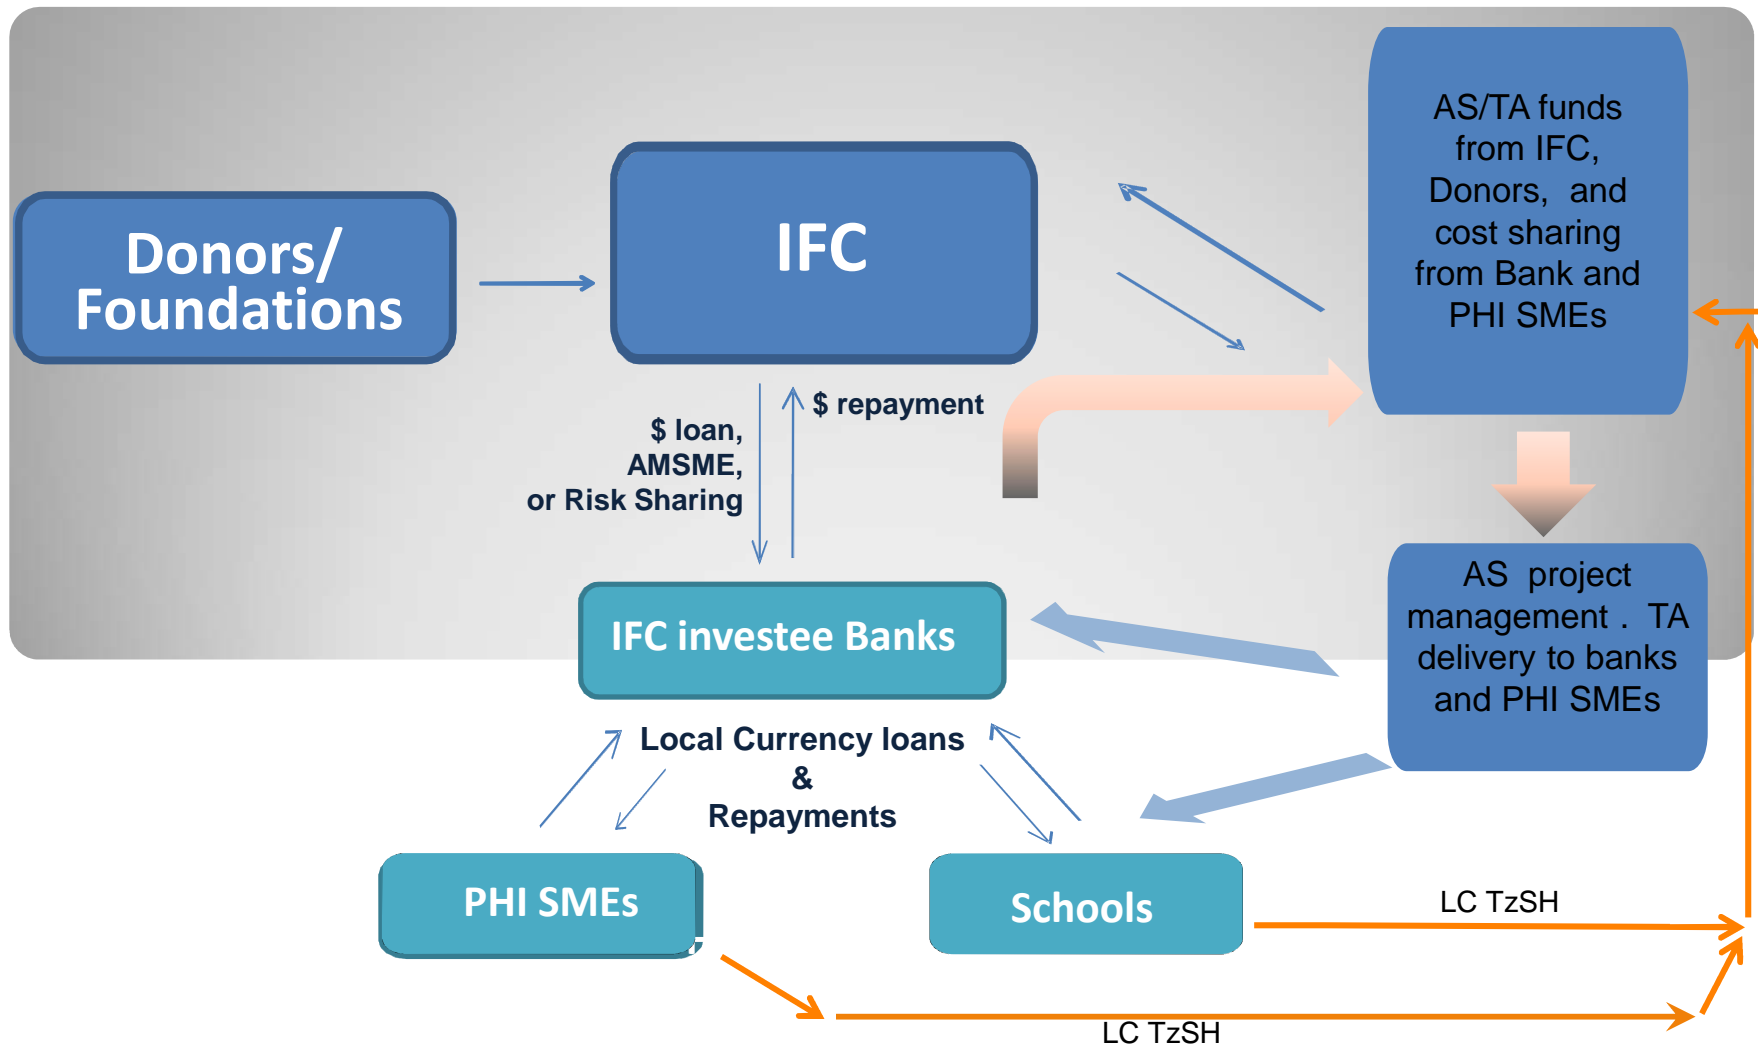 Donors/
Foundations
IFC
AS/TA funds
from IFC,
Donors, and
cost sharing
from Bank and
PHI SMEs
$ repayment
$ loan,
AMSME,
or Risk Sharing
IFC investee Banks
AS project
management . TA
delivery to banks
and PHI SMEs
Local Currency loans
&
Repayments
PHI SMEs
Schools
LC TzSH
LC TzSH